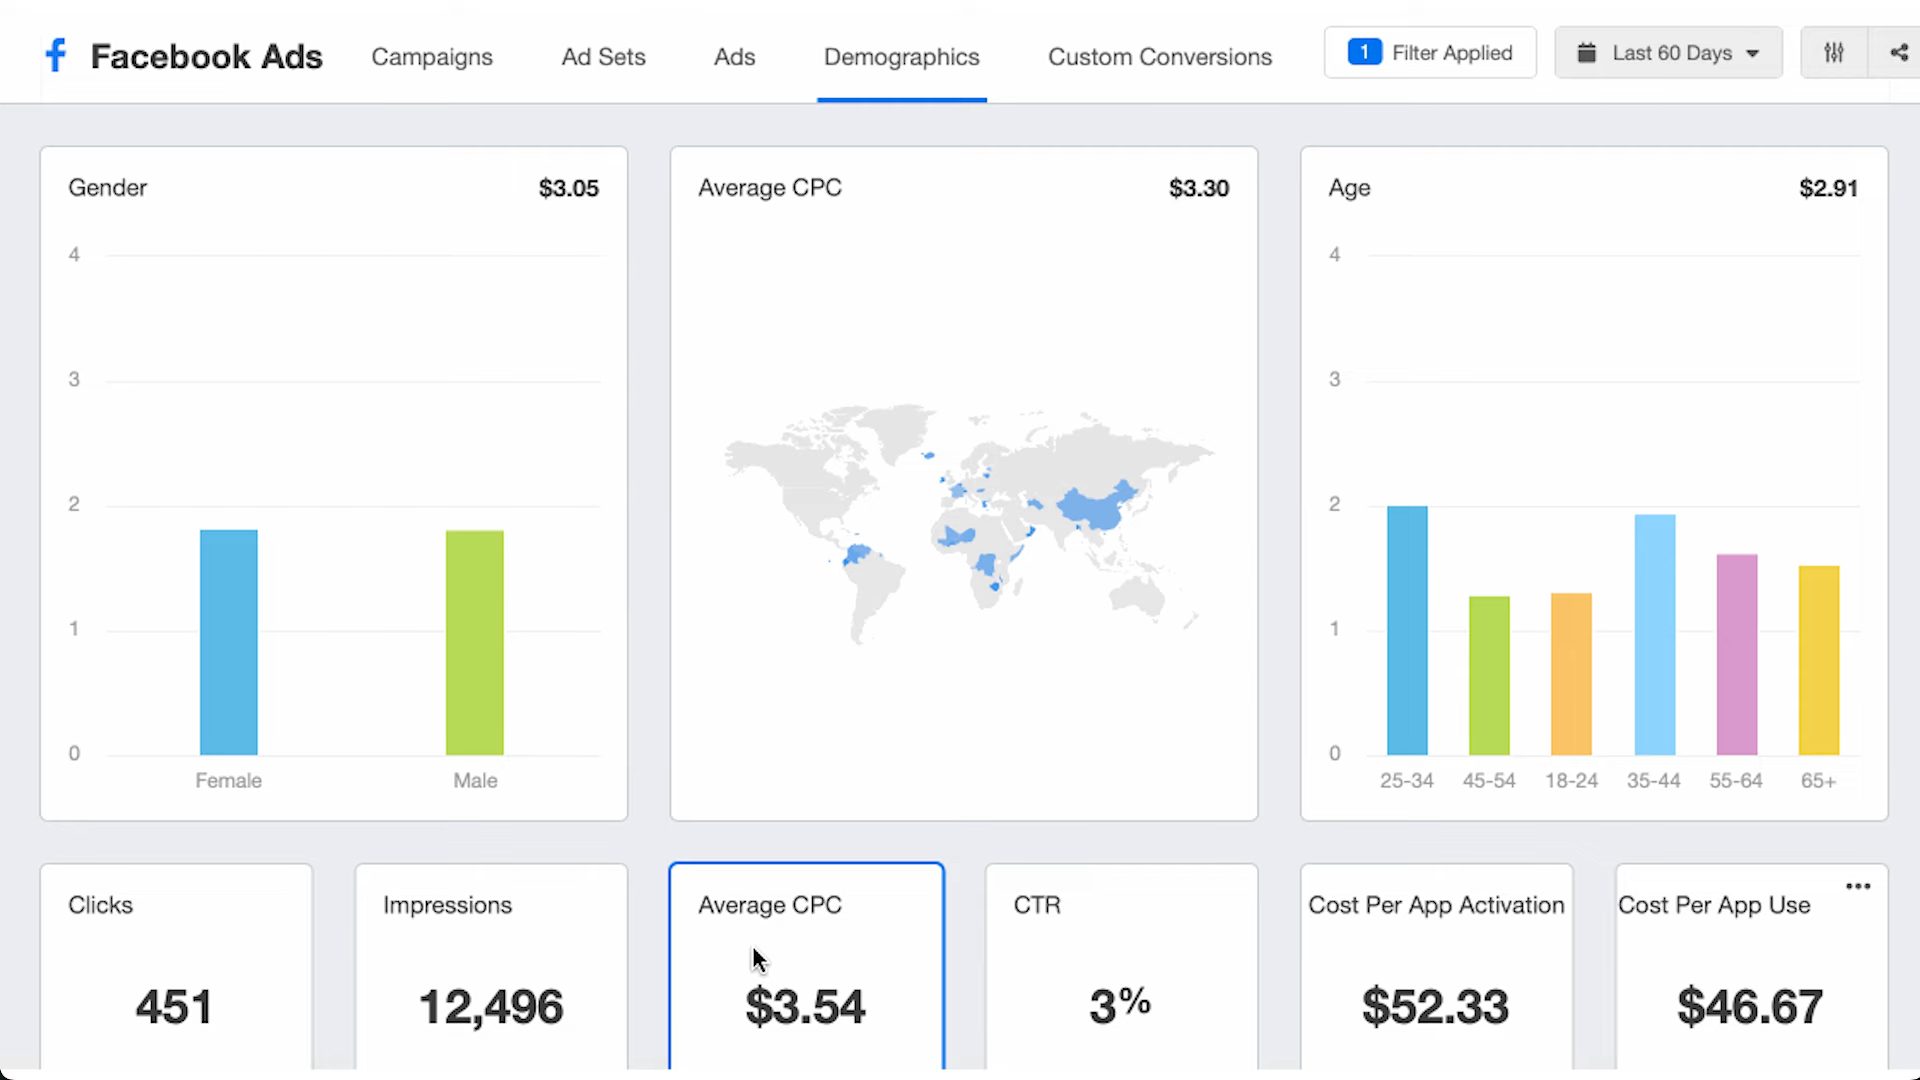 Facebook Ads
Campaigns
Ad Sets
Ads
Demographics
Custom Conversions
1 Filter Applied
Last 60 Days
Gender $3.05
4
3
2
1
0
Female Male
Average CPC $3.30
Age $2.91
4
3
2
1
0
25-34 45-54 18-24 35-44 55-64 65+
Clicks
451
Impressions
12,496
Average CPC
$3.54
CTR
3%
Cost Per App Activation
$52.33
Cost Per App Use
$46.67